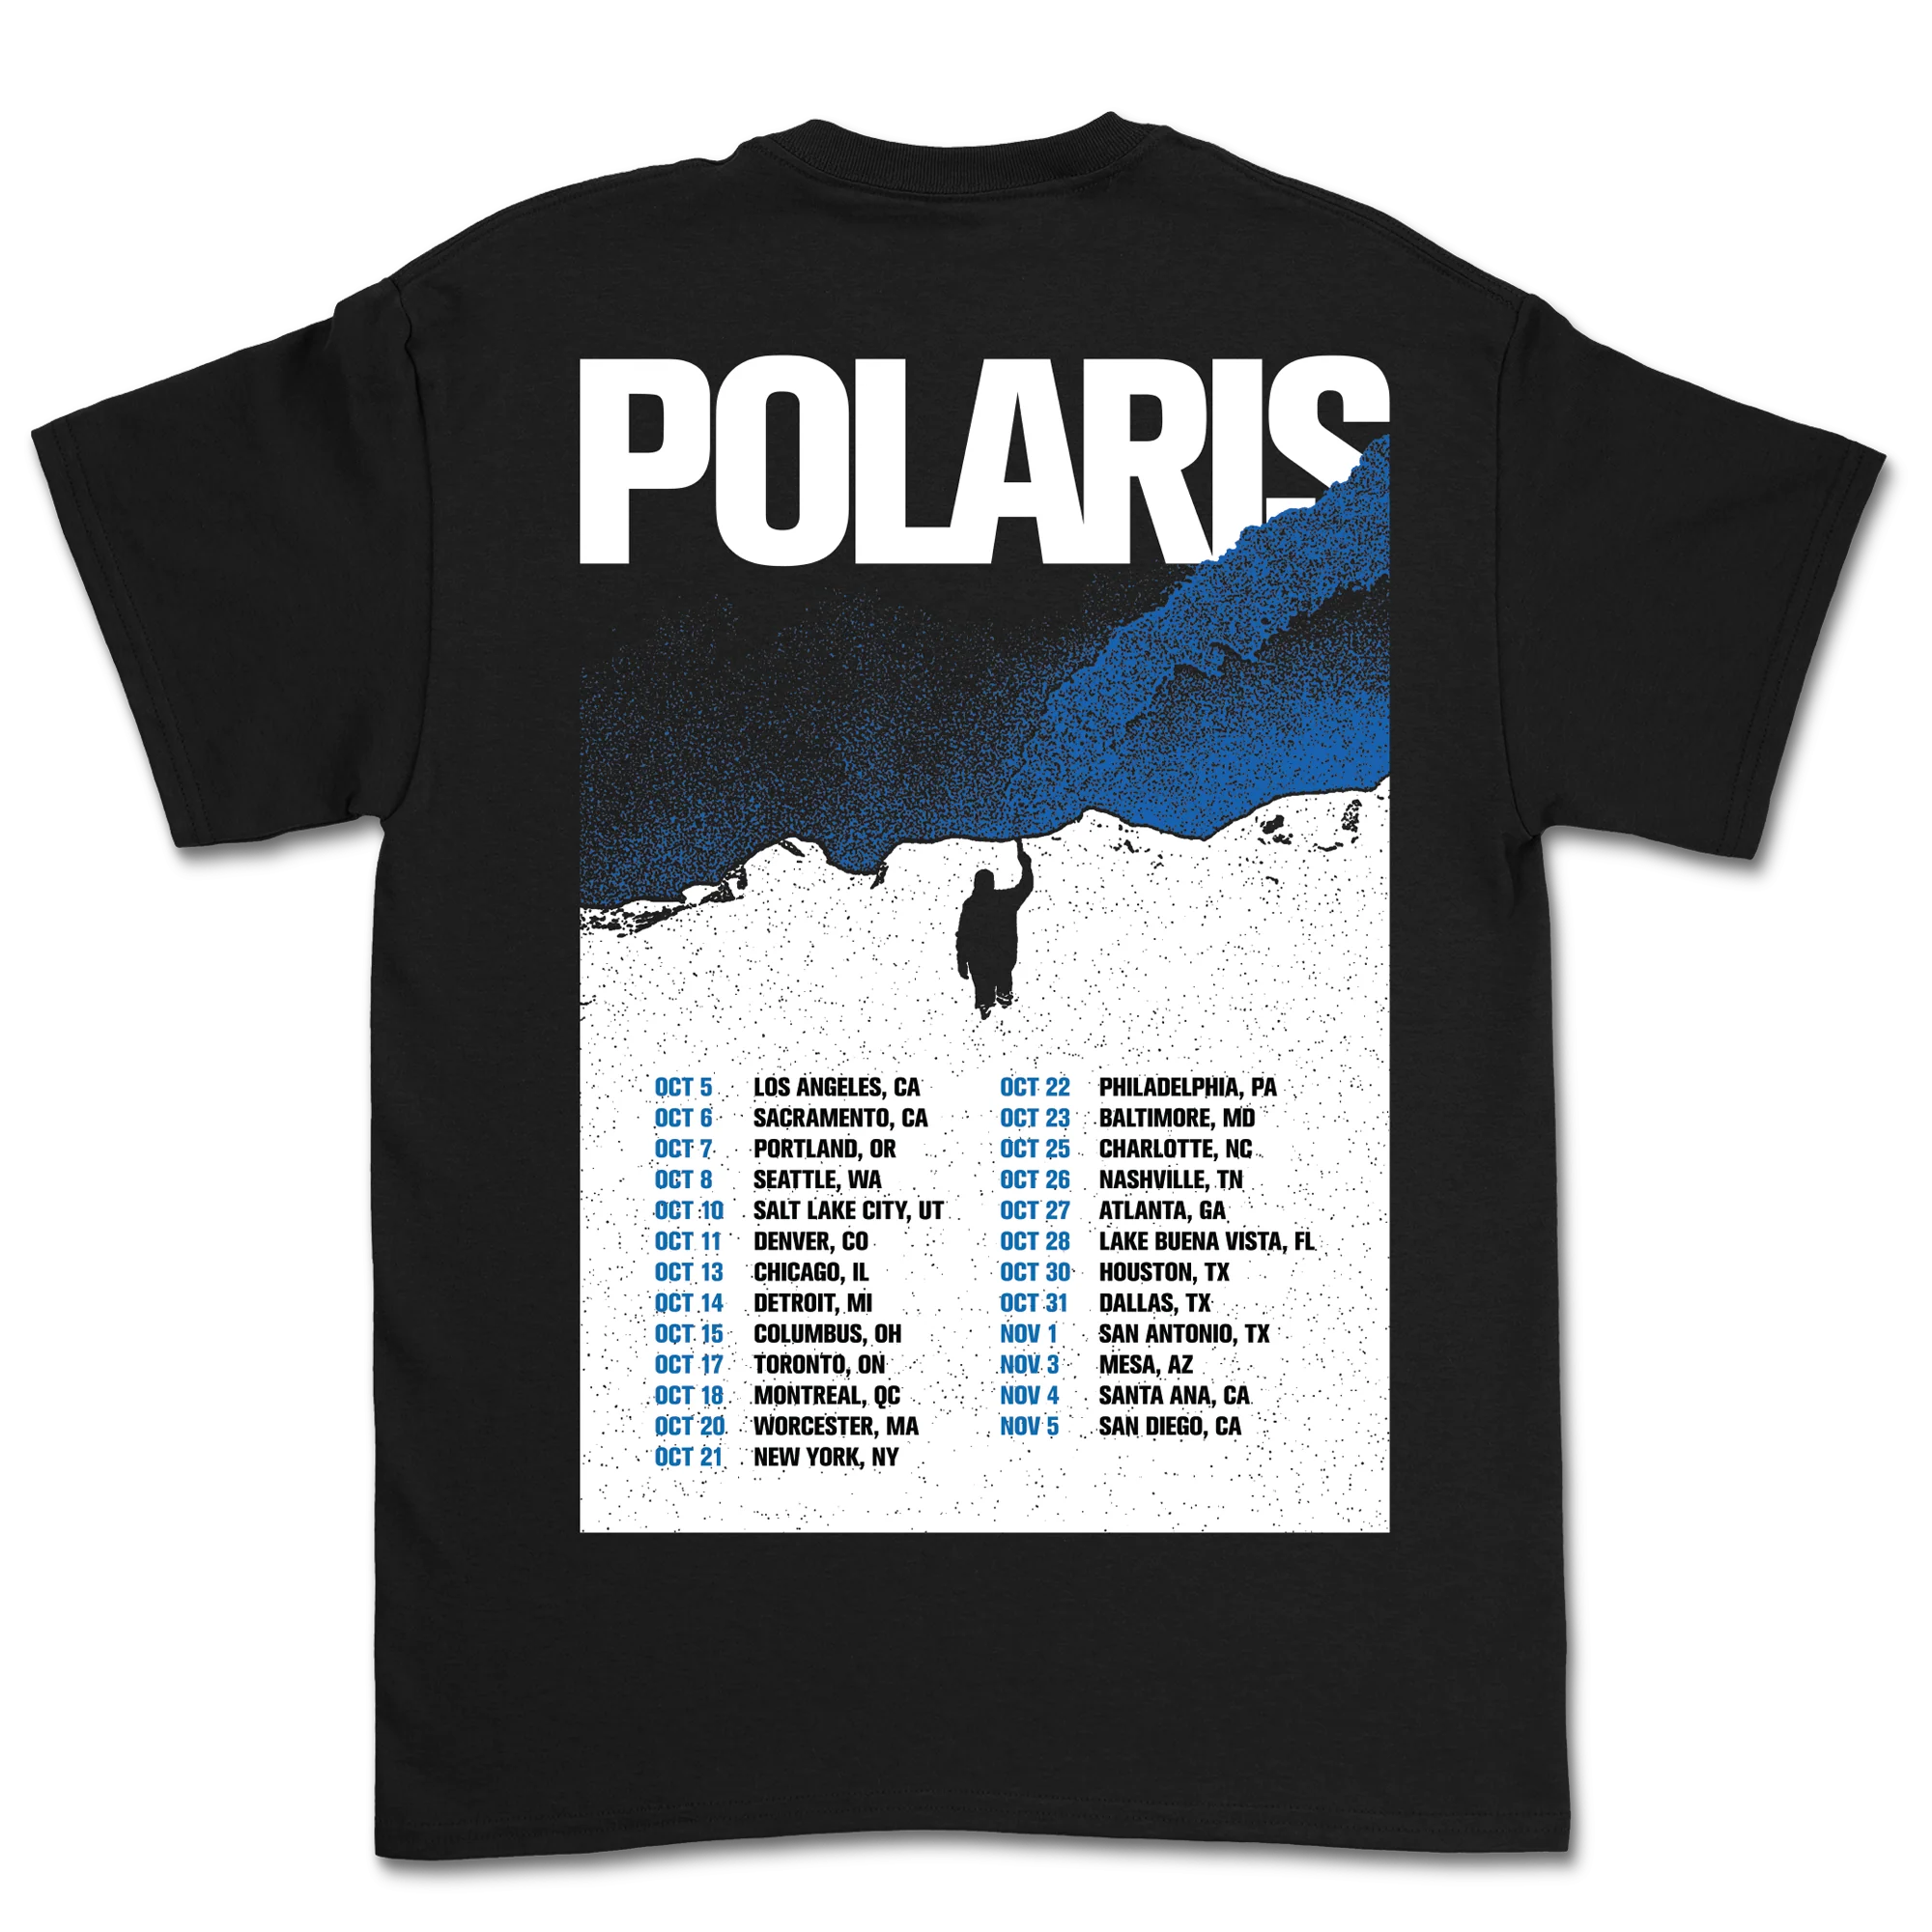 POLARIS
OCT 5 LOS ANGELES, CA
OCT 6 SACRAMENTO, CA
OCT 7 PORTLAND, OR
OCT 8 SEATTLE, WA
OCT 10 SALT LAKE CITY, UT
OCT 11 DENVER, CO
OCT 13 CHICAGO, IL
OCT 14 DETROIT, MI
OCT 15 COLUMBUS, OH
OCT 17 TORONTO, ON
OCT 18 MONTREAL, QC
OCT 20 WORCESTER, MA
OCT 21 NEW YORK, NY
OCT 22 PHILADELPHIA, PA
OCT 23 BALTIMORE, MD
OCT 25 CHARLOTTE, NC
OCT 26 NASHVILLE, TN
OCT 27 ATLANTA, GA
OCT 28 LAKE BUENA VISTA, FL
OCT 30 HOUSTON, TX
OCT 31 DALLAS, TX
NOV 1 SAN ANTONIO, TX
NOV 3 MESA, AZ
NOV 4 SANTA ANA, CA
NOV 5 SAN DIEGO, CA